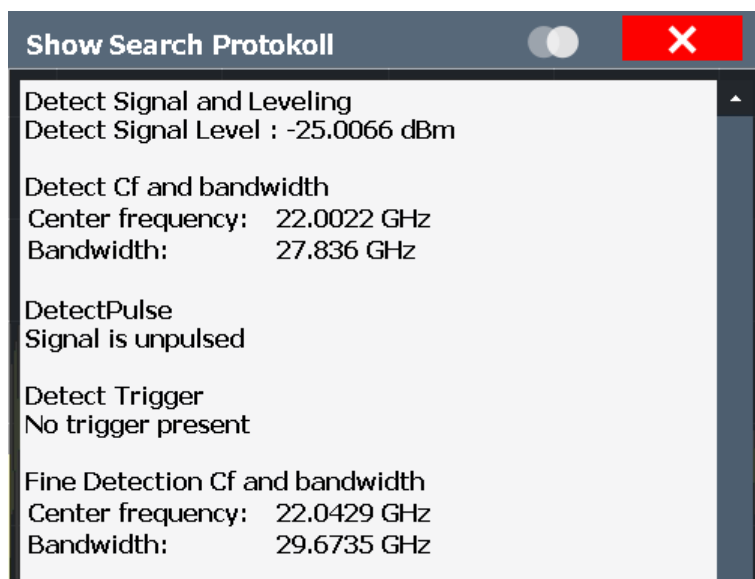 Show Search Protokoll
Detect Signal and Leveling
Detect Signal Level : -25.0066 dBm
Detect Cf and bandwidth
Center frequency: 22.0022 GHz
Bandwidth: 27.836 GHz
DetectPulse
Signal is unpulsed
Detect Trigger
No trigger present
Fine Detection Cf and bandwidth
Center frequency: 22.0429 GHz
Bandwidth: 29.6735 GHz